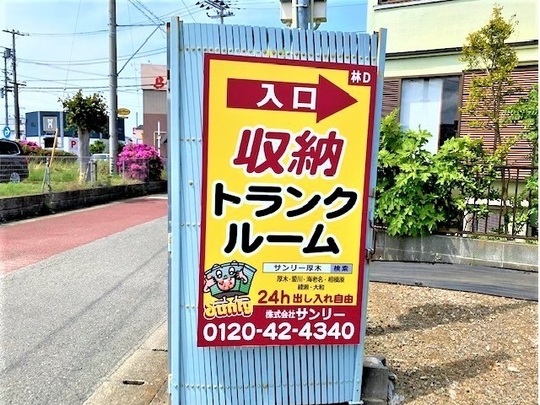 林D
入口
収納
トランク
ルーム
サンリー厚木 検索
厚木・愛川・海老名・相模原
綾瀬・大和
Sunly
24h出し入れ自由
株式会社サンリー
0120-42-4340
P